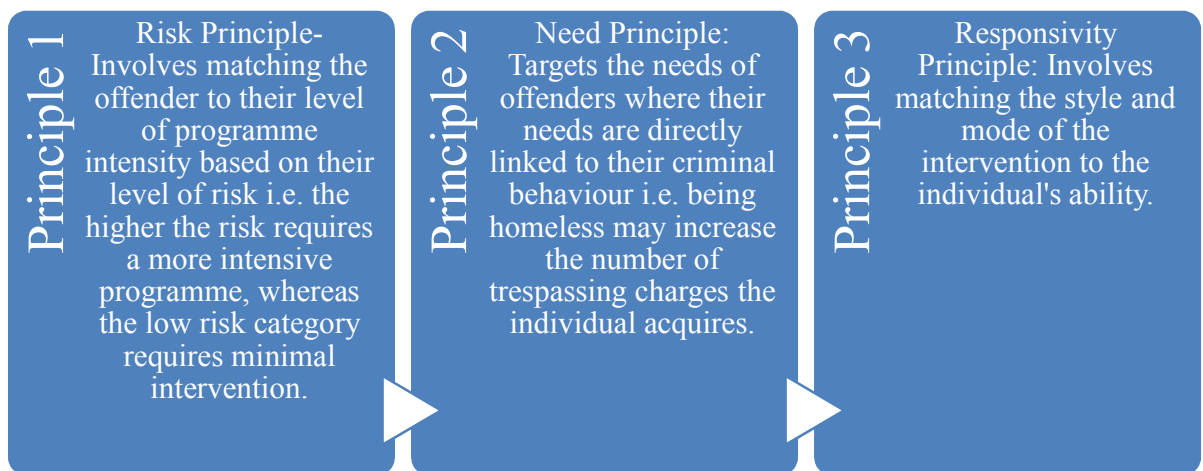 Principle 1
Risk Principle-
Involves matching the
offender to their level
of programme
intensity based on their
level of risk i.e. the
higher the risk requires
a more intensive
programme, whereas
the low risk category
requires minimal
intervention.
Principle 2
Need Principle:
Targets the needs of
offenders where their
needs are directly
linked to their criminal
behaviour i.e. being
homeless may increase
the number of
trespassing charges the
individual acquires.
Principle 3
Responsivity
Principle: Involves
matching the style and
mode of the
intervention to the
individual's ability.